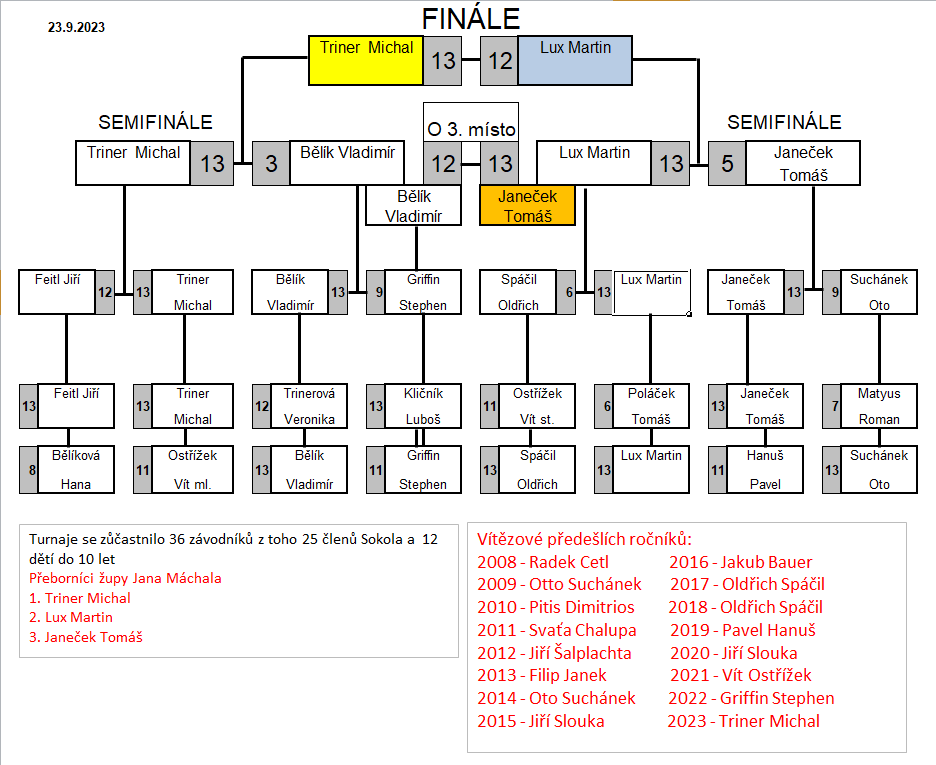 23.9.2023
FINÁLE
Triner Michal 13 12 Lux Martin
SEMIFINÁLE
SEMIFINÁLE
O 3. místo
Triner Michal 13 3 Bělík Vladimír 12 13 Lux Martin 13 5 Janeček
Tomáš
Bělík
Vladimír
Janeček
Tomáš
Feitl Jiří 12
13 Triner
Michal
Bělík 13
Vladimír
9 Griffin
Stephen
Spáčil 6
Oldřich
13 Lux Martin
Janeček 13
Tomáš
9 Suchánek
Oto
13 Feitl Jiří
13 Triner
Michal
12 Trinerová
Veronika
13 Kličník
Luboš
11 Ostřížek
Vít st.
6 Poláček
Tomáš
13 Janeček
Tomáš
7 Matyus
Roman
8 Bělíková
Hana
11 Ostřížek
Vít ml.
13 Bělík
Vladimír
11 Griffin
Stephen
13 Spáčil
Oldřich
13 Lux Martin
11 Hanuš
Pavel
13 Suchánek
Oto
Turnaje se zůčastnilo 36 závodníků z toho 25 členů Sokola a 12
dětí do 10 let
Přeborníci župy Jana Máchala
1. Triner Michal
2. Lux Martin
3. Janeček Tomáš
Vítězové předešlích ročníků:
2008 - Radek Cetl 2016 - Jakub Bauer
2009 - Otto Suchánek 2017 - Oldřich Spáčil
2010 - Pitis Dimitrios 2018 - Oldřich Spáčil
2011 - Svaťa Chalupa 2019 - Pavel Hanuš
2012 - Jiří Šalplachta 2020 - Jiří Slouka
2013 - Filip Janek 2021 - Vít Ostřížek
2014 - Oto Suchánek 2022 - Griffin Stephen
2015 - Jiří Slouka 2023 - Triner Michal